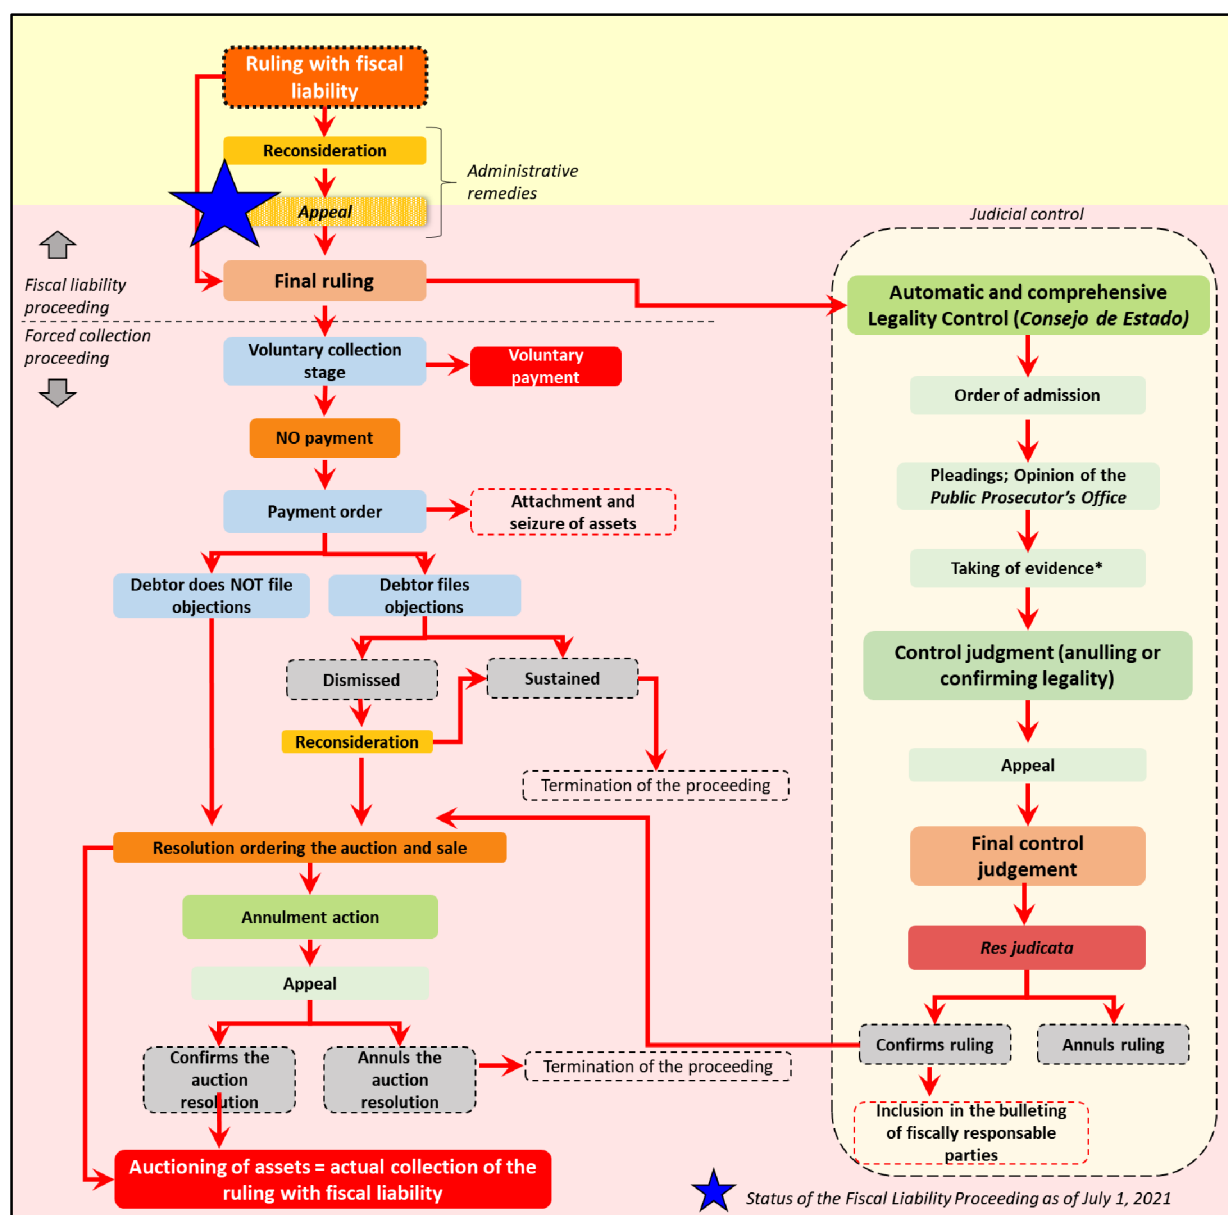 Ruling with fiscal
liability
Reconsideration
Administrative
remedies
Appeal
Judicial control
Fiscal liability
proceeding
Final ruling
Automatic and comprehensive
Legality Control (Consejo de Estado)
Forced collection
proceeding
Voluntary collection
stage
Voluntary
payment
Order of admission
NO payment
Pleadings; Opinion of the
Public Prosecutor's Office
Payment order
Attachment and
seizure of assets
Taking of evidence*
Debtor does NOT file
objections
Debtor files
objections
Control judgment (anulling or
confirming legality)
Dismissed
Sustained
Reconsideration
Appeal
Termination of the proceeding
Resolution ordering the auction and sale
Final control
judgement
Annulment action
Res judicata
Appeal
Confirms the
auction
resolution
Annuls the
auction
resolution
Termination of the proceeding
Confirms ruling
Annuls ruling
Inclusion in the bulleting
of fiscally responsable
parties
Auctioning of assets = actual collection of the
ruling with fiscal liability
Status of the Fiscal Liability Proceeding as of July 1, 2021